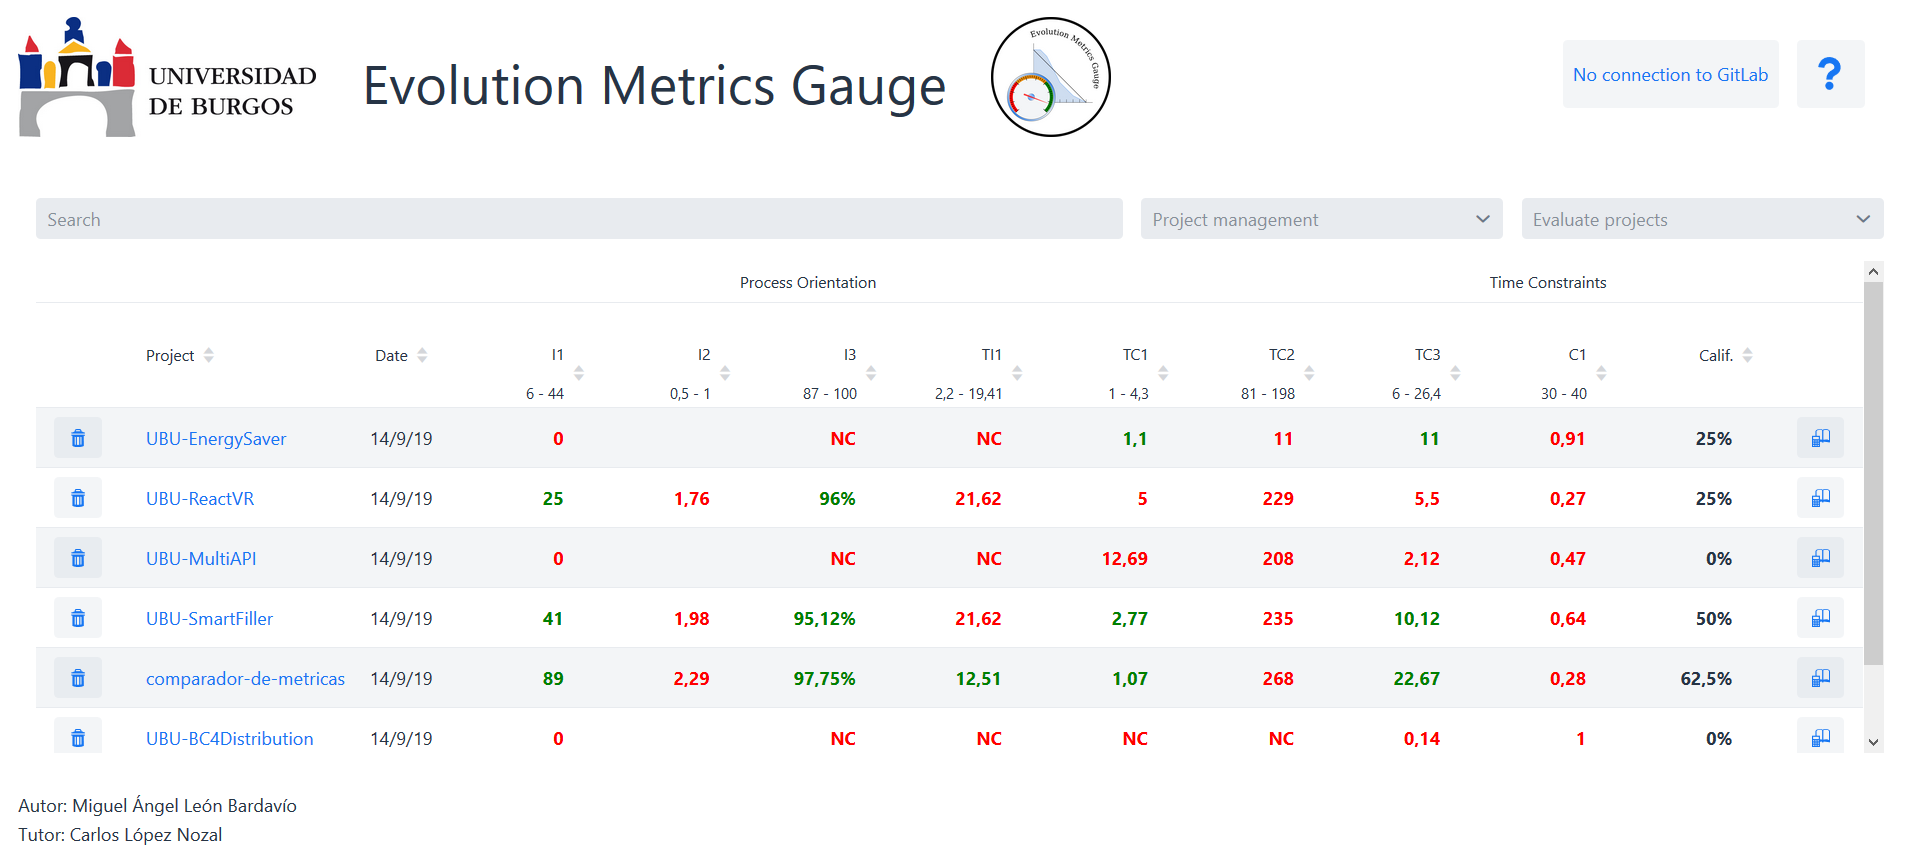 UNIVERSIDAD
DE BURGOS
Evolution Metrics Gauge
Evolution Metrics Gauge
No connection to GitLab
?
Search
Project management
Evaluate projects
Process Orientation Time Constraints
Project Date I1 I2 I3 TI1 TC1 TC2 TC3 C1 Calif.
6 - 44 0,5 - 1 87 - 100 2,2 - 19,41 1 - 4,3 81 - 198 6 - 26,4 30 - 40
UBU-EnergySaver 14/9/19 0 NC NC 1,1 11 11 0,91 25%
UBU-ReactVR 14/9/19 25 1,76 96% 21,62 5 229 5,5 0,27 25%
UBU-MultiAPI 14/9/19 0 NC NC 12,69 208 2,12 0,47 0%
UBU-SmartFiller 14/9/19 41 1,98 95,12% 21,62 2,77 235 10,12 0,64 50%
comparador-de-metricas 14/9/19 89 2,29 97,75% 12,51 1,07 268 22,67 0,28 62,5%
UBU-BC4Distribution 14/9/19 0 NC NC NC NC 0,14 1 0%
Autor: Miguel Ángel León Bardavío
Tutor: Carlos López Nozal